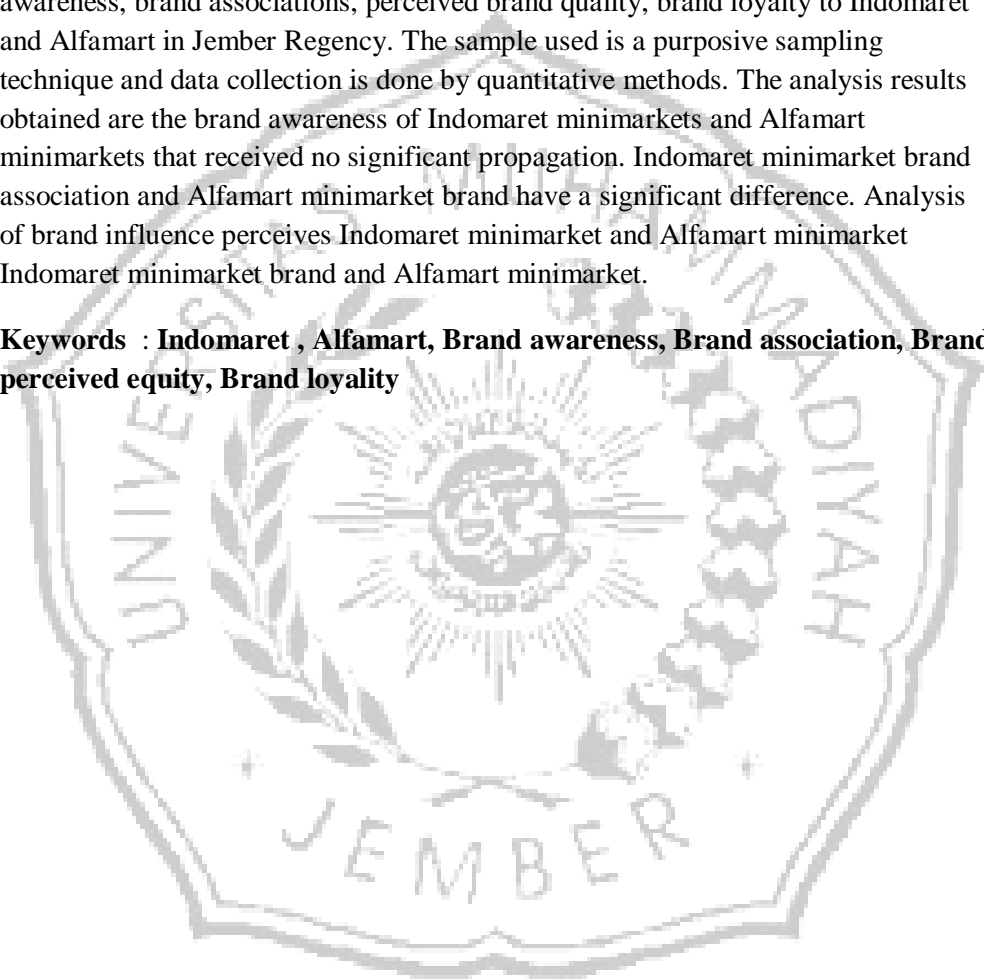 awareness, brand associations, perceived brand quality, brand loyalty to Indomaret
and Alfamart in Jember Regency. The sample used is a purposive sampling
technique and data collection is done by quantitative methods. The analysis results
obtained are the brand awareness of Indomaret minimarkets and Alfamart
minimarkets that received no significant propagation. Indomaret minimarket brand
association and Alfamart minimarket brand have a significant difference. Analysis
of brand influence perceives Indomaret minimarket and Alfamart minimarket
Indomaret minimarket brand and Alfamart minimarket.
Keywords : Indomaret , Alfamart, Brand awareness, Brand association, Brand
perceived equity, Brand loyality
UNIVERSITAS MUHAMMADIYAH
JEMBER